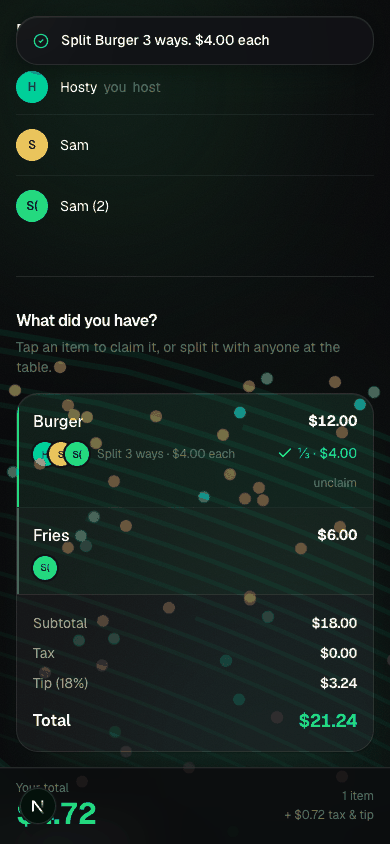 Split Burger 3 ways. $4.00 each
H Hosty you host
S Sam
S( Sam (2)
What did you have?
Tap an item to claim it, or split it with anyone at the
table.
Burger $12.00
H S S( Split 3 ways · $4.00 each ⅓ · $4.00
unclaim
Fries $6.00
S(
Subtotal $18.00
Tax $0.00
Tip (18%) $3.24
Total $21.24
Your total 1 item
N .72 + $0.72 tax & tip